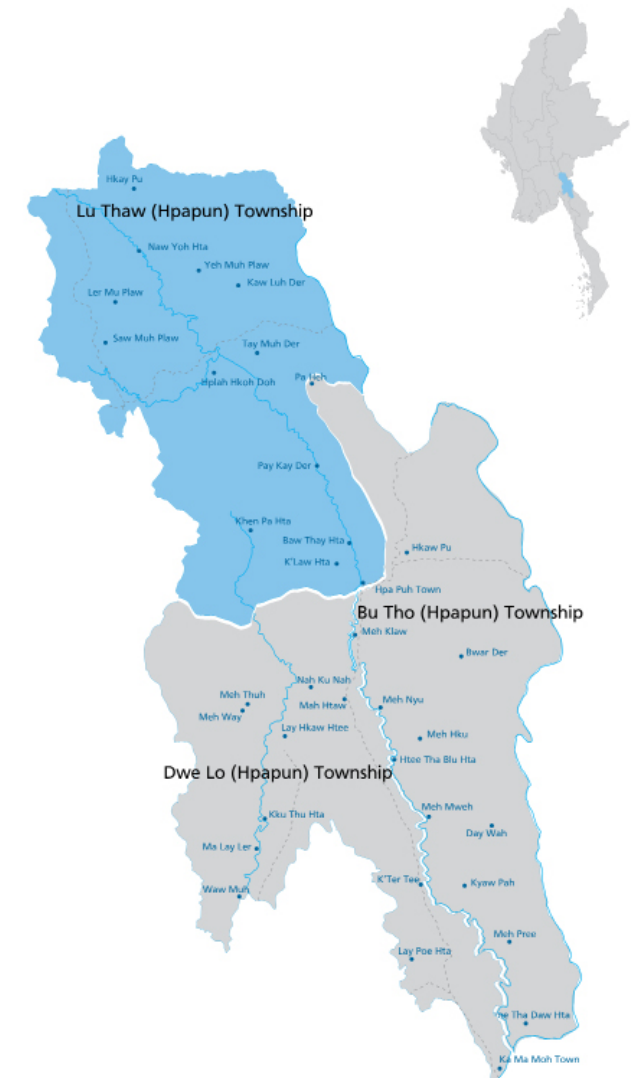 Hkay Pu
Lu Thaw (Hpapun) Township
Naw Yoh Hta
Yeh Muh Plaw
Kaw Luh Der
Ler Mu Plaw
Saw Muh Plaw
Tay Muh Der
Hplah Hkoh Doh
Pa Heh
Pay Kay Der
Khen Pa Hta
Baw Thay Hta
Hkaw Pu
K'Law Hta
Hpa Puh Town
Bu Tho (Hpapun) Township
Meh Klaw
Bwar Der
Nah Ku Nah
Meh Thuh
Mah Htaw
Meh Nyu
Meh Way
Lay Hkaw Htee
Meh Hku
Htee Tha Blu Hta
Dwe Lo (Hpapun) Township
Meh Mweh
Kku Thu Hta
Day Wah
Ma Lay Ler
K'Ter Tee
Kyaw Pah
Waw Muh
Meh Pree
Lay Poe Hta
Tha Daw Hta
Ka Ma Moh Town